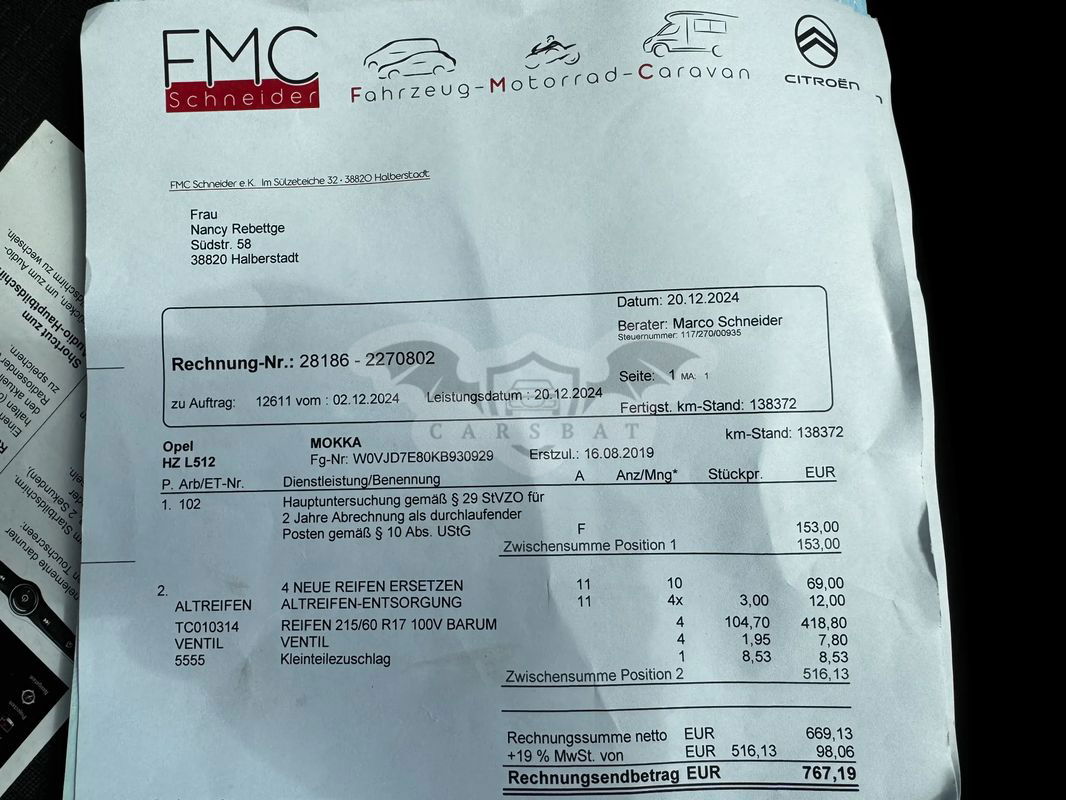 FMC
Schneider
Fahrzeug-Motorrad-Caravan
CITROËN
FMC Schneider e.K. Im Sülzeteiche 32 · 38820 Halberstadt
Frau
Nancy Rebettge
Südstr. 58
38820 Halberstadt
Datum: 20.12.2024
Berater: Marco Schneider
Steuernummer: 117/270/00935
Rechnung-Nr.: 28186 - 2270802
Seite: 1 MA: 1
zu Auftrag: 12611 vom : 02.12.2024 Leistungsdatum : 20.12.2024 Fertigst. km-Stand: 138372
CARSBAT
km-Stand: 138372
Opel MOKKA
HZ L512 Fg-Nr: W0VJD7E80KB930929 Erstzul.: 16.08.2019
P. Arb/ET-Nr. Dienstleistung/Benennung A Anz/Mng* Stückpr. EUR
1. 102 Hauptuntersuchung gemäß § 29 StVZO für
2 Jahre Abrechnung als durchlaufender
Posten gemäß § 10 Abs. UStG F 153,00
Zwischensumme Position 1 153,00
2. 4 NEUE REIFEN ERSETZEN 11 10 69,00
ALTREIFEN ALTREIFEN-ENTSORGUNG 11 4x 3,00 12,00
TC010314 REIFEN 215/60 R17 100V BARUM 4 104,70 418,80
VENTIL VENTIL 4 1,95 7,80
5555 Kleinteilezuschlag 1 8,53 8,53
Zwischensumme Position 2 516,13
Rechnungssumme netto EUR 669,13
+19 % MwSt. von EUR 516,13 98,06
Rechnungsendbetrag EUR 767,19